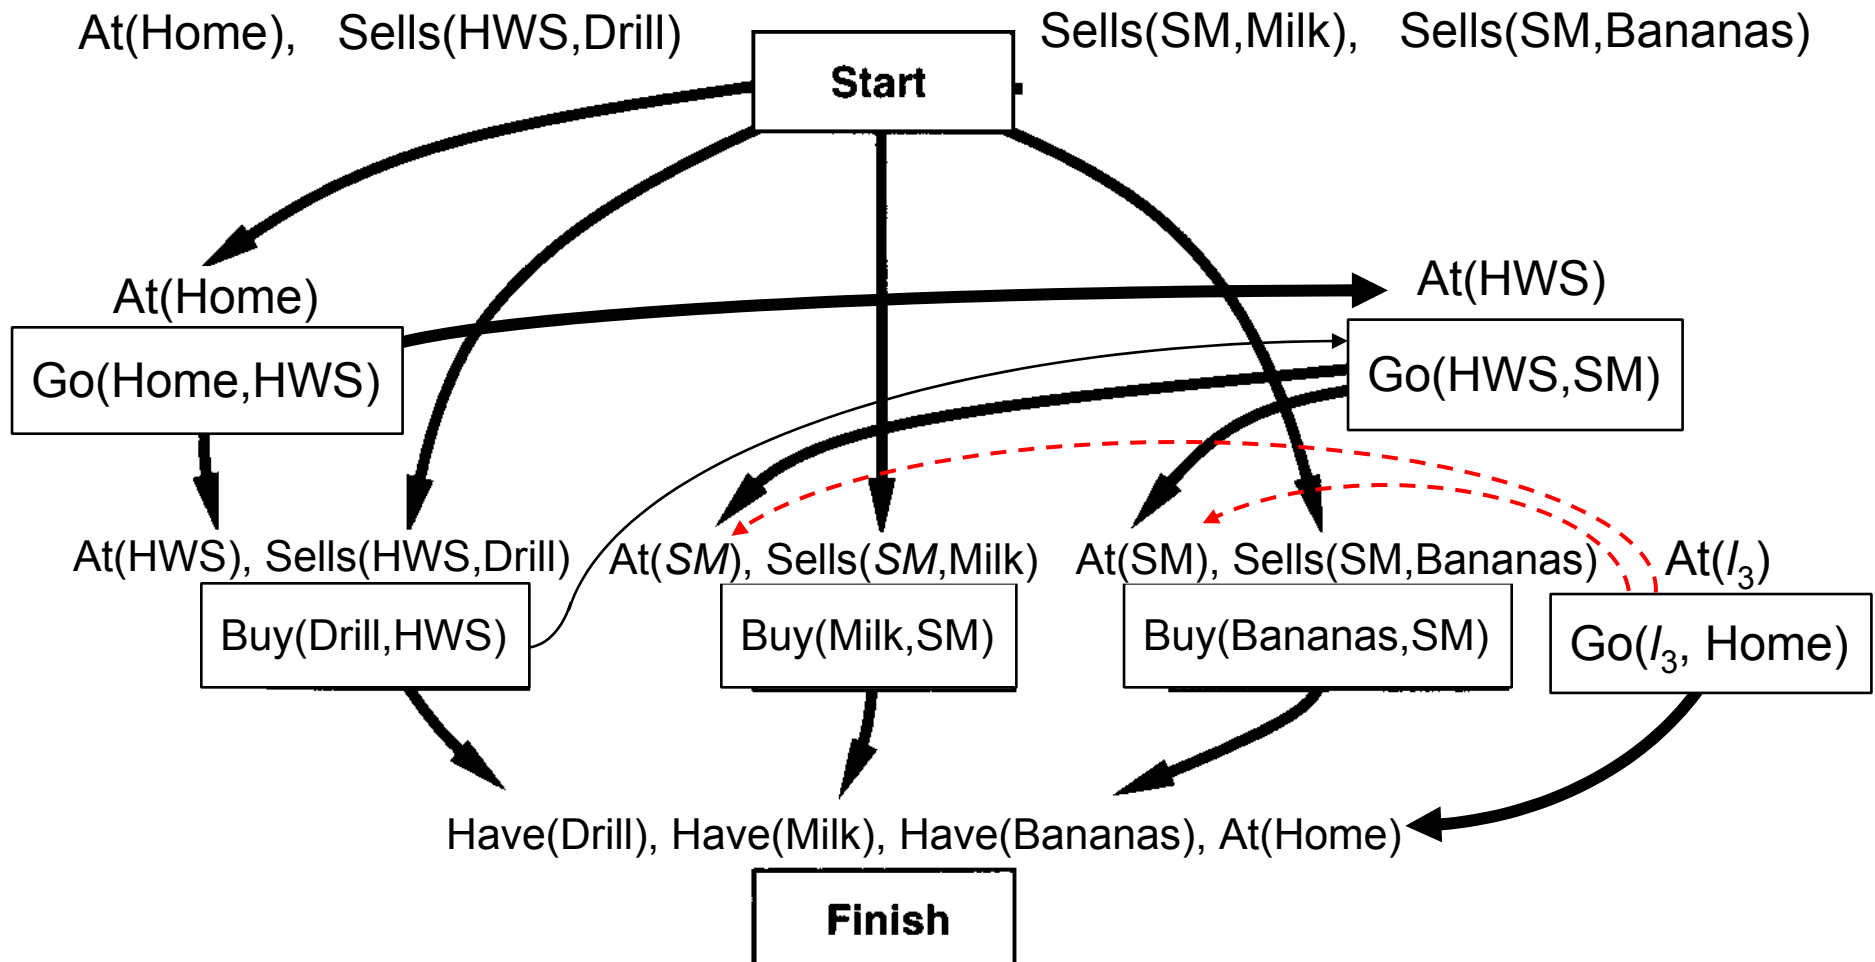 At(Home), Sells(HWS,Drill)
Sells(SM,Milk), Sells(SM,Bananas)
Start
At(Home)
At(HWS)
Go(Home,HWS)
Go(HWS,SM)
At(HWS), Sells(HWS,Drill)
At(SM), Sells(SM,Milk)
At(SM), Sells(SM,Bananas)
At(l₃)
Buy(Drill,HWS)
Buy(Milk,SM)
Buy(Bananas,SM)
Go(l₃, Home)
Have(Drill), Have(Milk), Have(Bananas), At(Home)
Finish